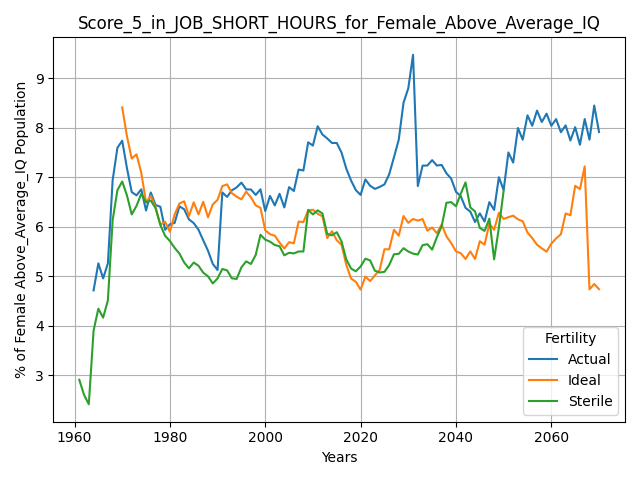 Score_5_in_JOB_SHORT_HOURS_for_Female_Above_Average_IQ
% of Female Above_Average_IQ Population
9
8
7
6
5
4
3
1960
1980
2000
2020
2040
2060
Years
Fertility
Actual
Ideal
Sterile